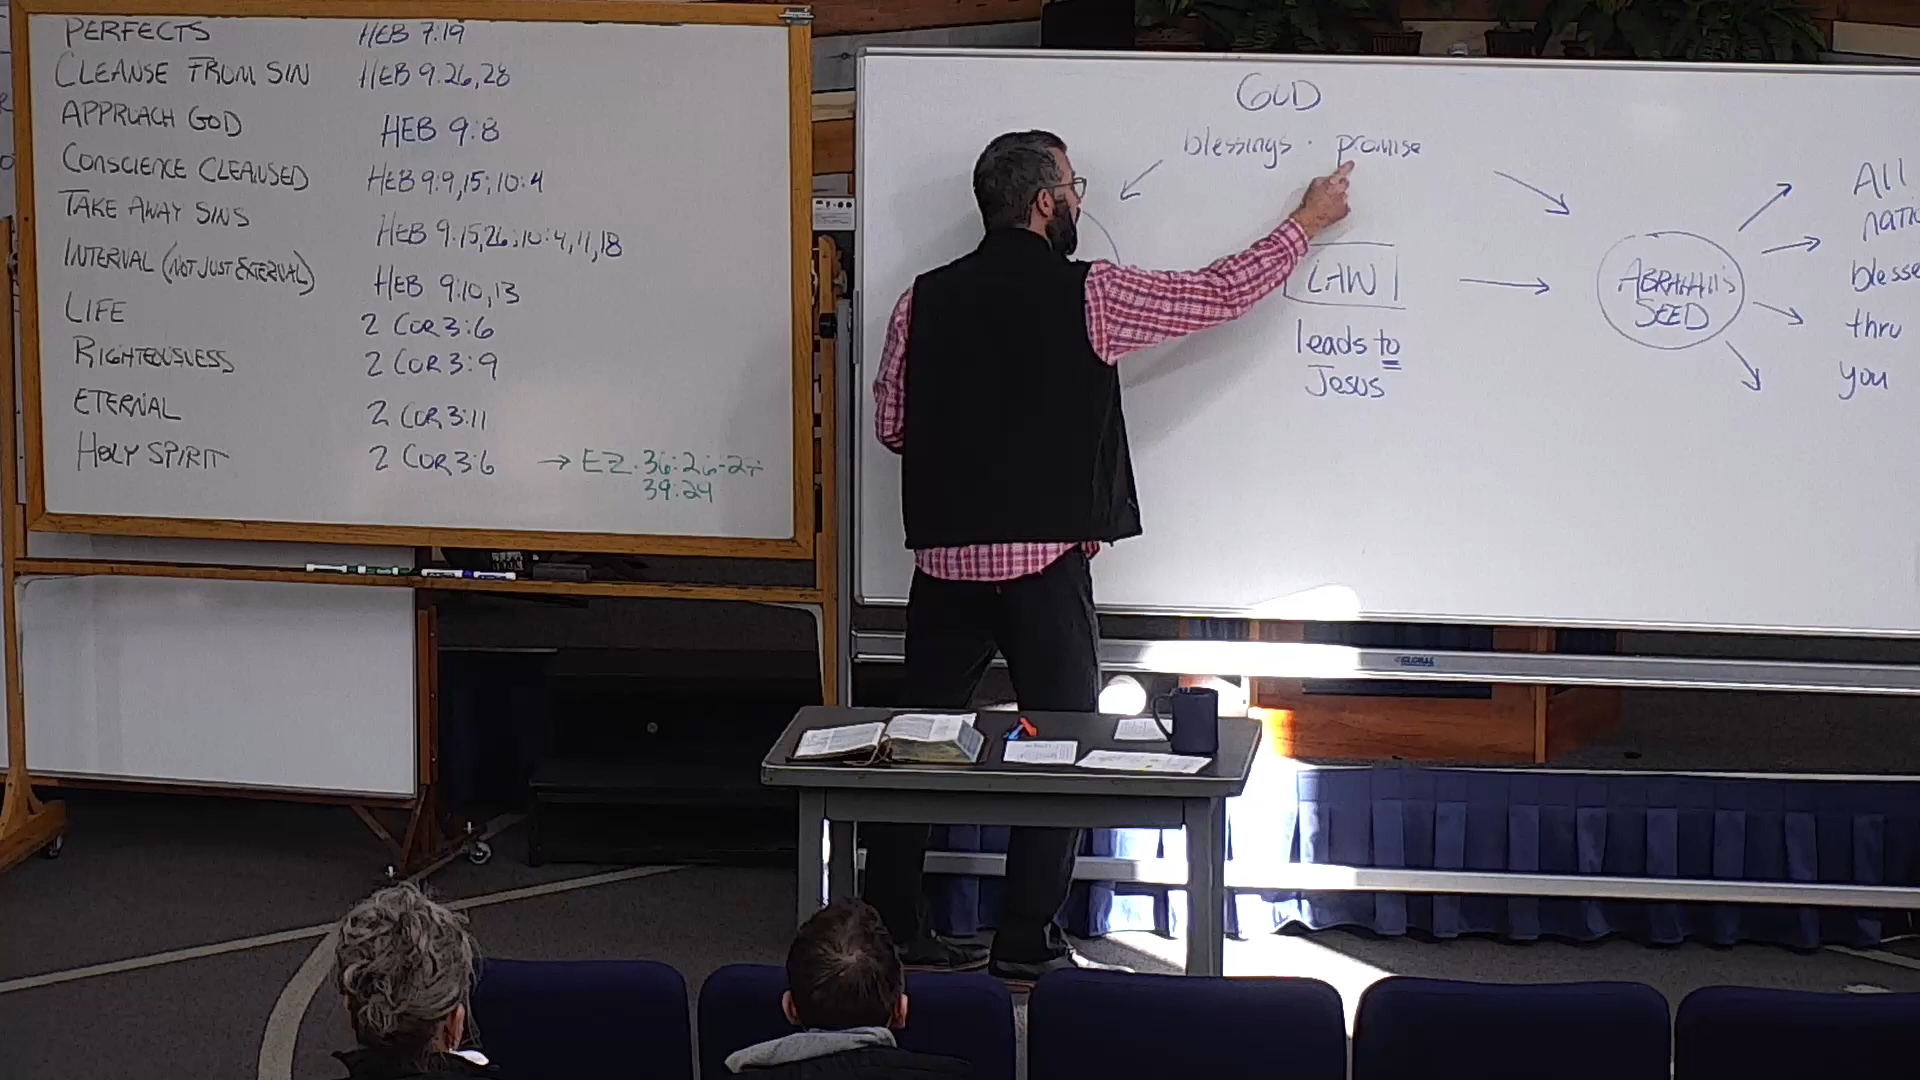 PERFECTS HEB 7:19
CLEANSE FROM SIN HEB 9:26,28
APPROACH GOD HEB 9:8
CONSCIENCE CLEANSED HEB 9:9,15; 10:4
TAKE AWAY SINS HEB 9:15,26; 10:4,11,18
INTERNAL (NOT JUST EXTERNAL) HEB 9:10,13
LIFE 2 COR 3:6
RIGHTEOUSNESS 2 COR 3:9
ETERNAL 2 COR 3:11
HOLY SPIRIT 2 COR 3:6 → EZ. 36:26-27
39:29
GOD
blessings · promise
LAW
leads to
Jesus
ABRAHAM'S
SEED
All
blesse
thru
you
GLOBAL